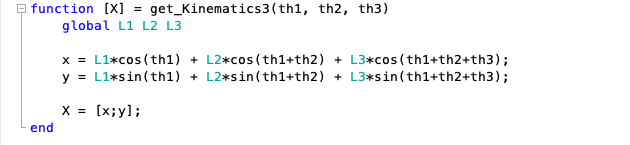 function [X] = get_Kinematics3(th1, th2, th3)
global L1 L2 L3
x = L1*cos(th1) + L2*cos(th1+th2) + L3*cos(th1+th2+th3);
y = L1*sin(th1) + L2*sin(th1+th2) + L3*sin(th1+th2+th3);
X = [x;y];
end